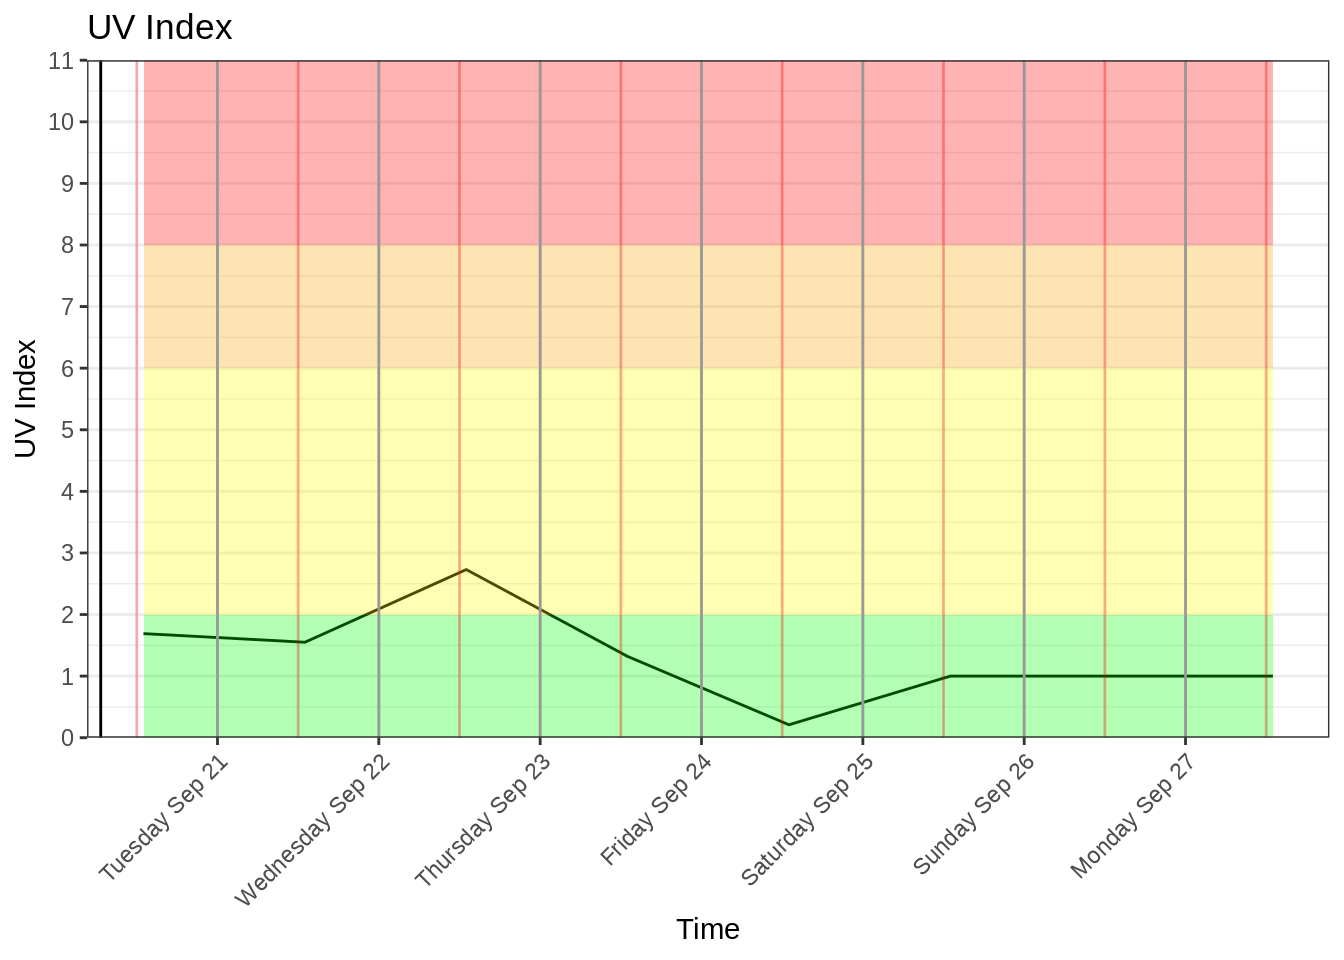 UV Index
11
10
9
8
7
6
5
4
3
2
1
0
UV Index
Tuesday Sep 21
Wednesday Sep 22
Thursday Sep 23
Friday Sep 24
Saturday Sep 25
Sunday Sep 26
Monday Sep 27
Time